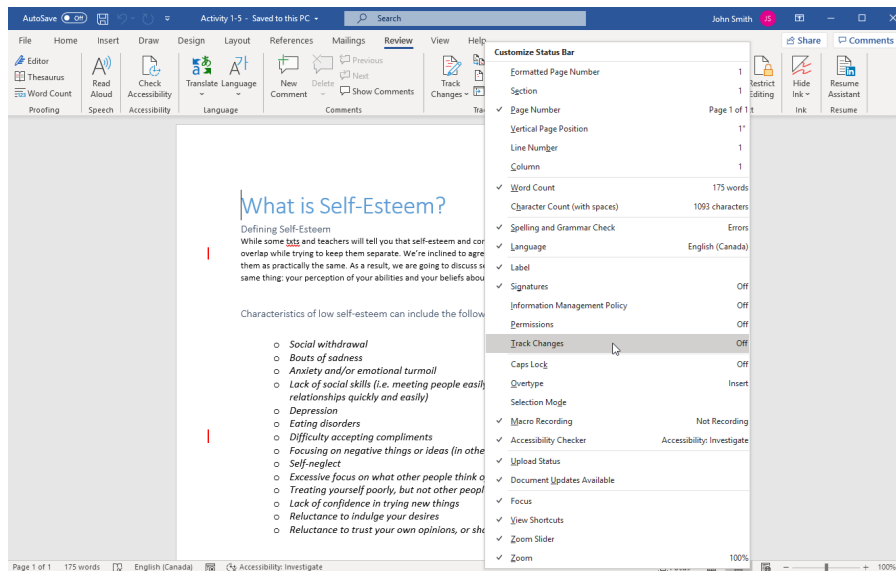 AutoSave Off Activity 1-5 - Saved to this PC Search John Smith JS
File Home Insert Draw Design Layout References Mailings Review View Help Share Comments
Editor
Thesaurus
Word Count
Proofing
Read Aloud
Speech
Check Accessibility
Accessibility
Translate Language
Language
New Comment
Delete
Previous
Next
Show Comments
Comments
Track Changes
Restrict Editing
Hide Ink
Ink
Resume Assistant
Resume
What is Self-Esteem?
Defining Self-Esteem
While some txts and teachers will tell you that self-esteem and
overlap while trying to keep them separate. We're inclined to
them as practically the same. As a result, we are going to discuss
same thing: your perception of your abilities and your beliefs
Characteristics of low self-esteem can include the
o Social withdrawal
o Bouts of sadness
o Anxiety and/or emotional turmoil
o Lack of social skills (i.e. meeting people easily
relationships quickly and easily)
o Depression
o Eating disorders
o Difficulty accepting compliments
o Focusing on negative things or ideas (in
o Self-neglect
o Excessive focus on what other people think
o Treating yourself poorly, but not other
o Lack of confidence in trying new things
o Reluctance to indulge your desires
o Reluctance to trust your own opinions, or
Customize Status Bar
Formatted Page Number 1
Section 1
✓ Page Number Page 1 of 1
Vertical Page Position 1"
Line Number 1
Column 1
✓ Word Count 175 words
Character Count (with spaces) 1093 characters
✓ Spelling and Grammar Check Errors
✓ Language English (Canada)
✓ Label
✓ Signatures Off
Information Management Policy Off
Permissions Off
Track Changes Off
Caps Lock Off
Overtype Insert
Selection Mode
✓ Macro Recording Not Recording
✓ Accessibility Checker Accessibility: Investigate
✓ Upload Status
✓ Document Updates Available
✓ Focus
✓ View Shortcuts
✓ Zoom Slider
✓ Zoom 100%
Page 1 of 1 175 words English (Canada) Accessibility: Investigate 100%